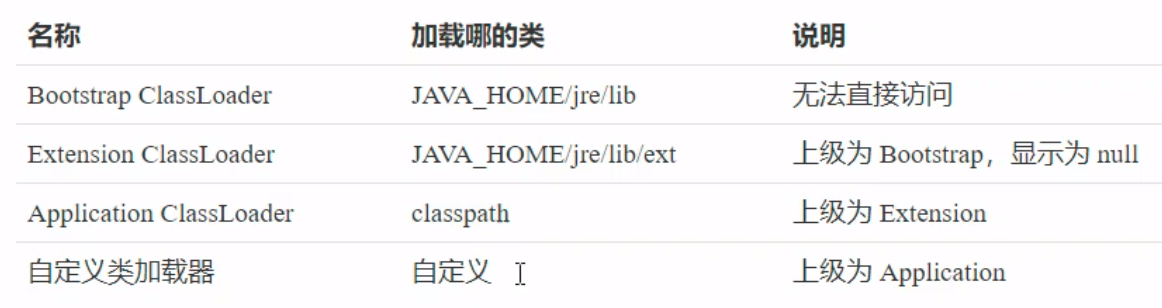 名称 加载哪的类 说明
Bootstrap ClassLoader JAVA_HOME/jre/lib 无法直接访问
Extension ClassLoader JAVA_HOME/jre/lib/ext 上级为 Bootstrap，显示为 null
Application ClassLoader classpath 上级为 Extension
自定义类加载器 自定义 上级为 Application